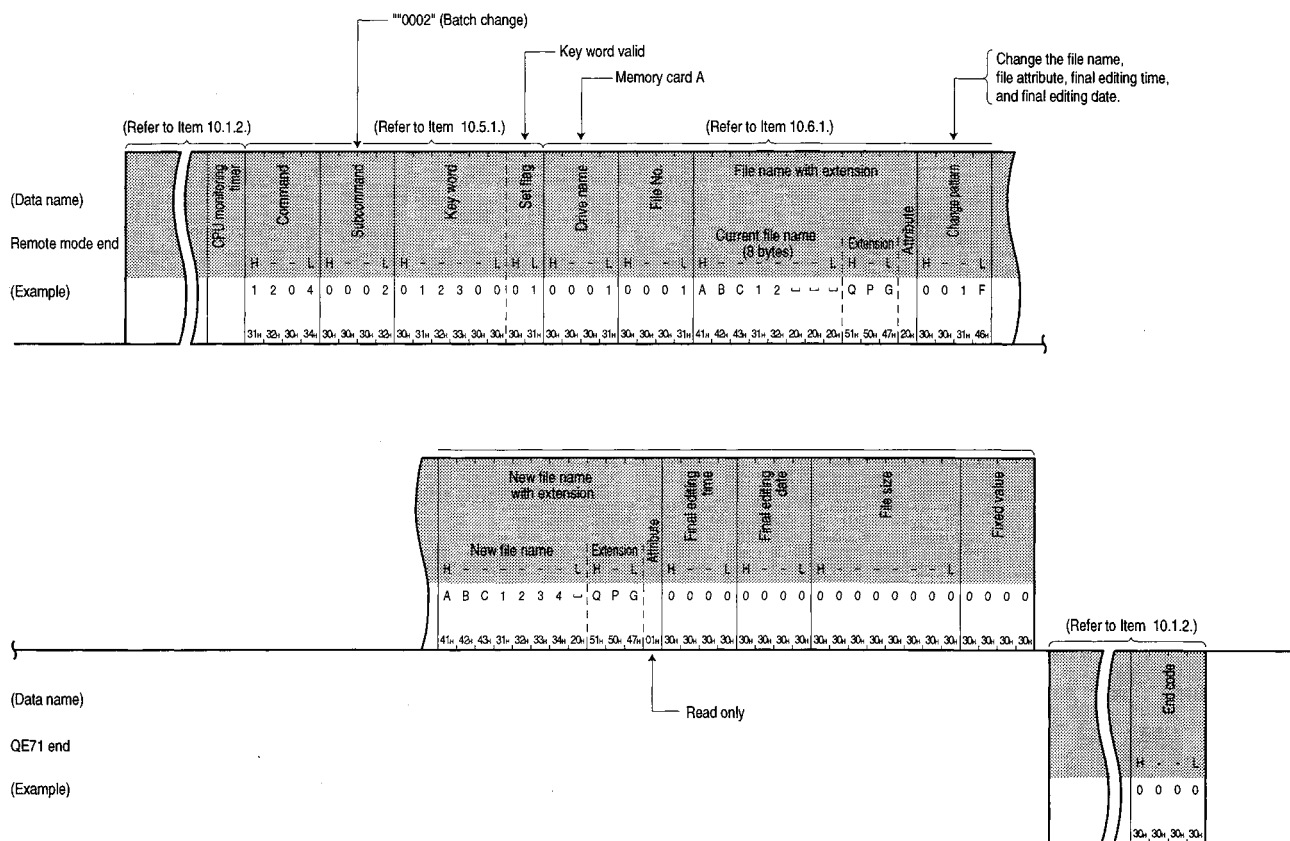 ""0002" (Batch change)
Key word valid
Memory card A
Change the file name,
file attribute, final editing time,
and final editing date.
(Refer to Item 10.1.2.)
(Refer to Item 10.5.1.)
(Refer to Item 10.6.1.)
(Data name)
Remote mode end
(Example)
CPU monitoring
timer
Command
Subcommand
Key word
Set flag
Drive name
File No.
File name with extension
Current file name
(8 bytes)
Extension
Attribute
Change pattern
H - - L H - - L H - - - - L H L H - - L H - - L H - - - - - - L H - L H - - L
1 2 0 4 0 0 0 2 0 1 2 3 0 0 0 1 0 0 0 1 0 0 0 1 A B C 1 2 ␣ ␣ ␣ Q P G 0 0 1 F
31H 32H 30H 34H 30H 30H 30H 32H 30H 31H 32H 33H 30H 30H 30H 31H 30H 30H 30H 31H 30H 30H 30H 31H 41H 42H 43H 31H 32H 20H 20H 20H 51H 50H 47H 20H 30H 30H 31H 46H
New file name
with extension
New file name
Extension
Attribute
Final editing
time
Final editing
date
File size
Fixed value
H - - - - - - L H - L H - - L H - - L H - - - - - - L
A B C 1 2 3 4 ␣ Q P G 0 0 0 0 0 0 0 0 0 0 0 0 0 0 0 0 0 0 0 0
41H 42H 43H 31H 32H 33H 34H 20H 51H 50H 47H 01H 30H 30H 30H 30H 30H 30H 30H 30H 30H 30H 30H 30H 30H 30H 30H 30H 30H 30H 30H 30H
Read only
(Refer to Item 10.1.2.)
(Data name)
QE71 end
(Example)
End code
H - - L
0 0 0 0
30H 30H 30H 30H